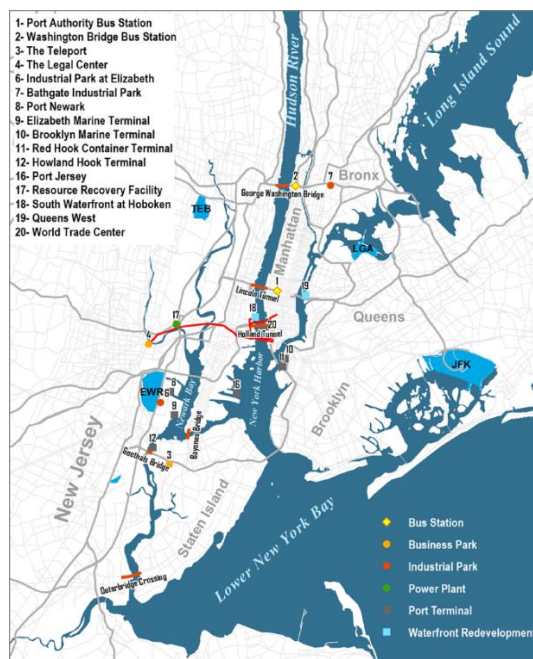 1- Port Authority Bus Station
2- Washington Bridge Bus Station
3- The Teleport
4- The Legal Center
6- Industrial Park at Elizabeth
7- Bathgate Industrial Park
8- Port Newark
9- Elizabeth Marine Terminal
10- Brooklyn Marine Terminal
11- Red Hook Container Terminal
12- Howland Hook Terminal
16- Port Jersey
17- Resource Recovery Facility
18- South Waterfront at Hoboken
19- Queens West
20- World Trade Center
Hudson River
Long Island Sound
2
7
Bronx
George Washington Bridge
TEB
Manhattan
LGA
1
Lincoln Tunnel
19
Queens
17
18
20
Holland Tunnel
4
10
11
JFK
EWR
6
8
9
16
Newark Bay
New York Harbor
Brooklyn
Bayonne Bridge
12
3
Goethals Bridge
New Jersey
Staten Island
Lower New York Bay
Outerbridge Crossing
Bus Station
Business Park
Industrial Park
Power Plant
Port Terminal
Waterfront Redevelopment